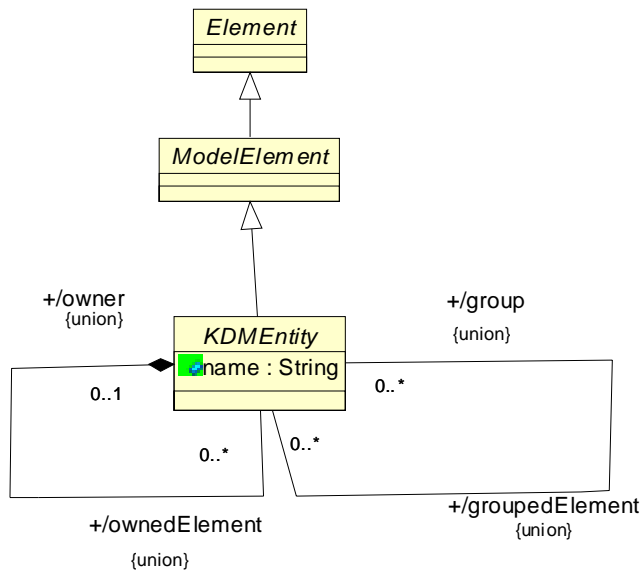 Element
ModelElement
+/owner
{union}
+/group
{union}
KDMEntity
name : String
0..1
0..*
0..*
0..*
+/ownedElement
{union}
+/groupedElement
{union}